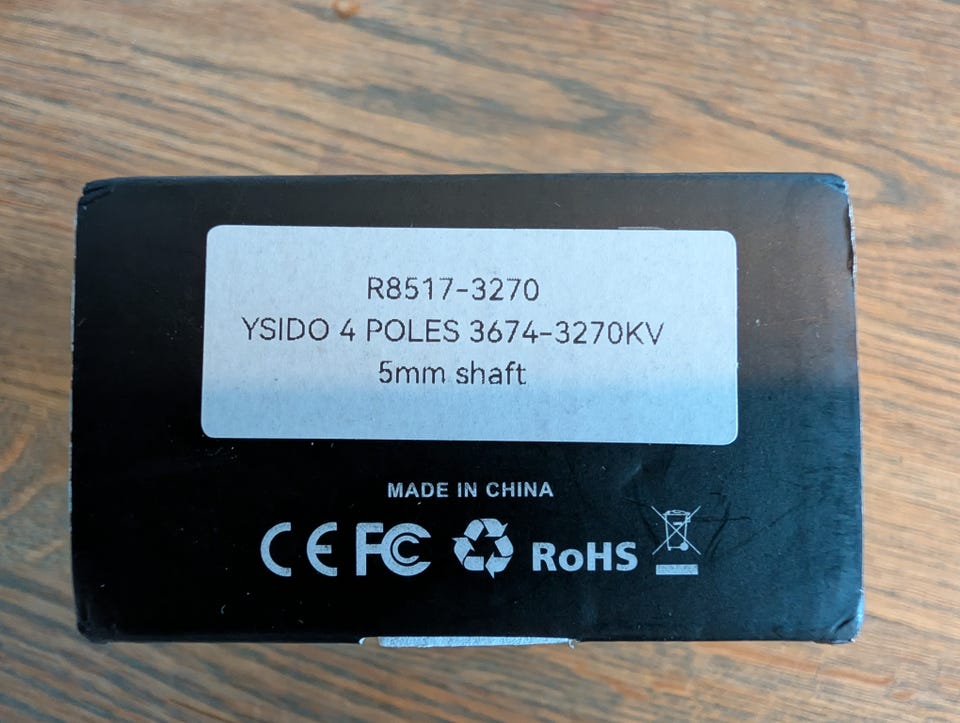 R8517-3270
YSIDO 4 POLES 3674-3270KV
5mm shaft
MADE IN CHINA
CE FC RoHS